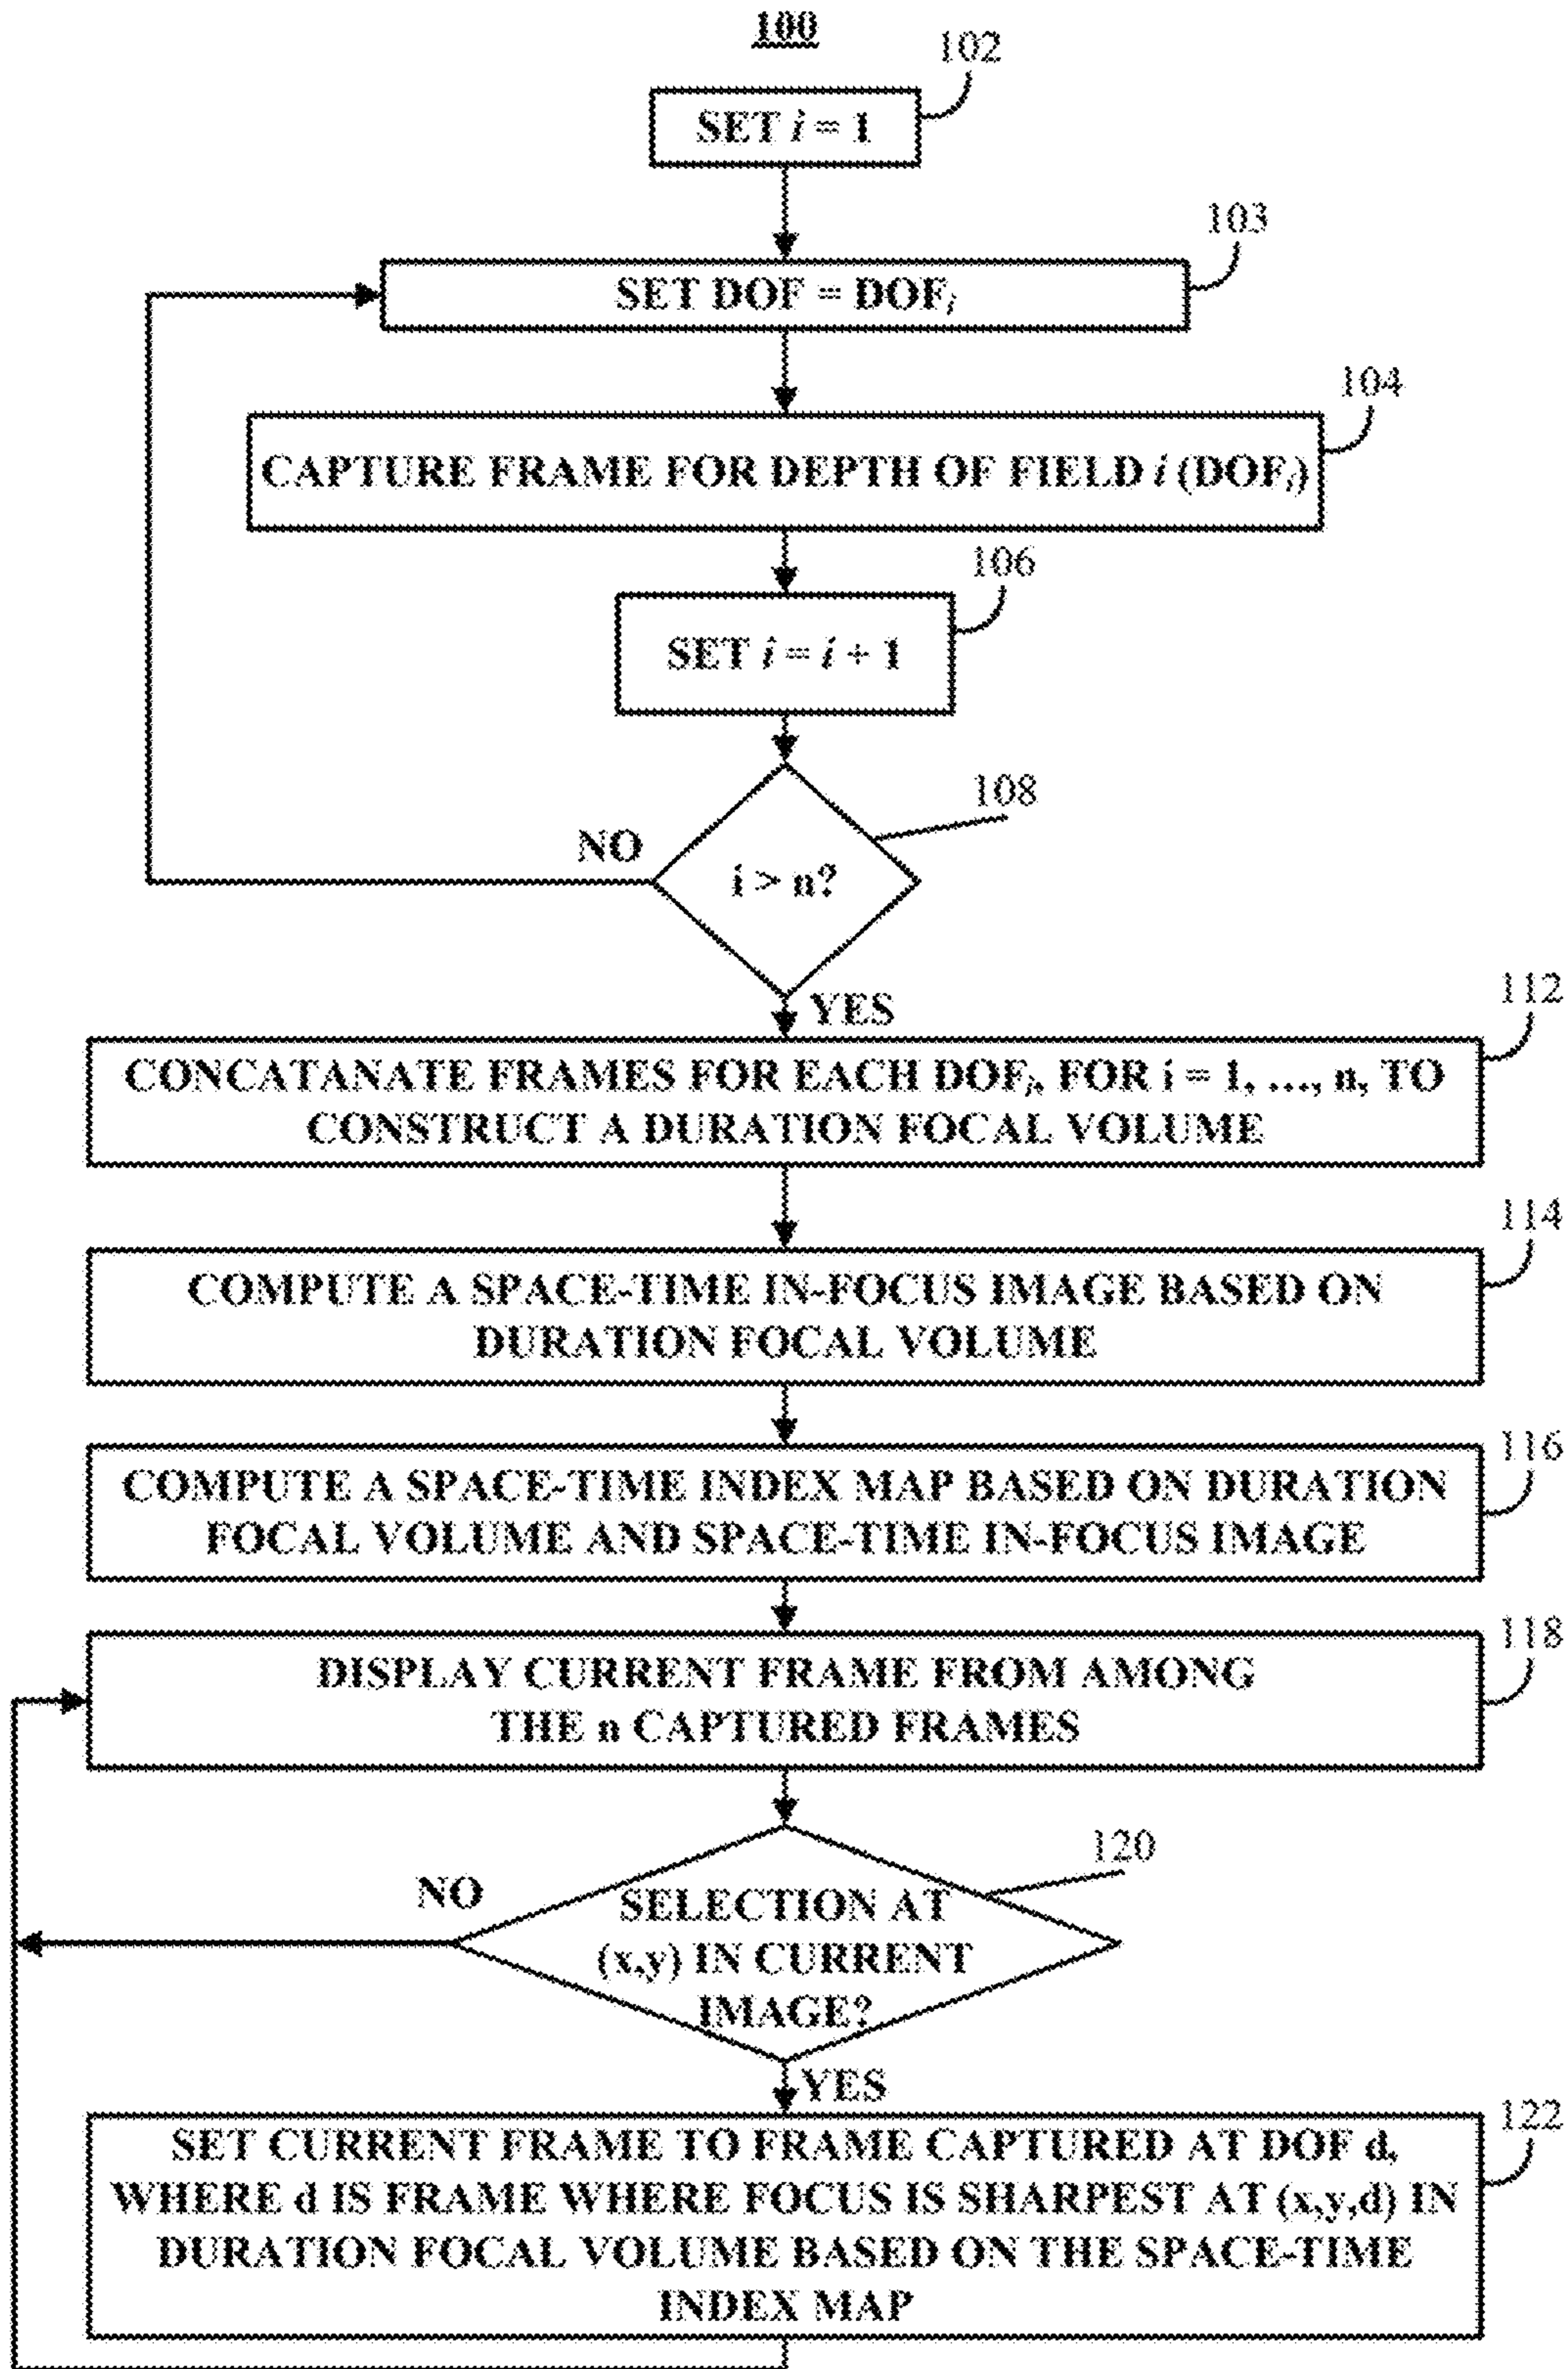 100
102
SET i = 1
103
SET DOF = DOFi
104
CAPTURE FRAME FOR DEPTH OF FIELD i (DOFi)
106
SET i = i + 1
108
NO
i > n?
YES
112
CONCATANATE FRAMES FOR EACH DOFi, FOR i = 1, ..., n, TO
CONSTRUCT A DURATION FOCAL VOLUME
114
COMPUTE A SPACE-TIME IN-FOCUS IMAGE BASED ON
DURATION FOCAL VOLUME
116
COMPUTE A SPACE-TIME INDEX MAP BASED ON DURATION
FOCAL VOLUME AND SPACE-TIME IN-FOCUS IMAGE
118
DISPLAY CURRENT FRAME FROM AMONG
THE n CAPTURED FRAMES
120
NO
SELECTION AT
(x,y) IN CURRENT
IMAGE?
YES
122
SET CURRENT FRAME TO FRAME CAPTURED AT DOF d,
WHERE d IS FRAME WHERE FOCUS IS SHARPEST AT (x,y,d) IN
DURATION FOCAL VOLUME BASED ON THE SPACE-TIME
INDEX MAP